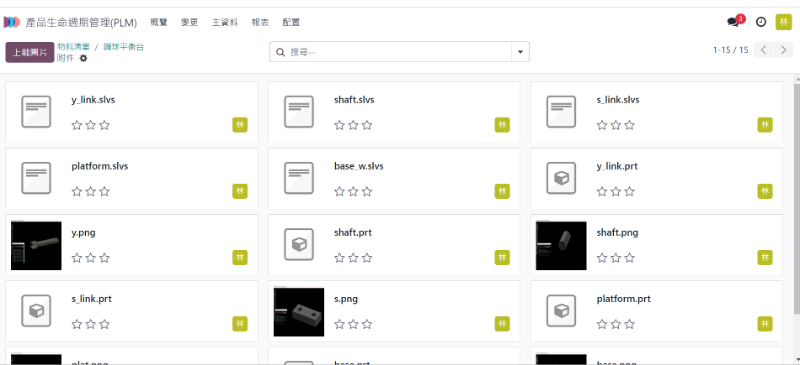 產品生命週期管理(PLM) 概覽 變更 主資料 報表 配置 3 林
上載圖片 物料清單 / 鋼球平衡台 搜尋… 1-15 / 15
附件
y_link.slvs shaft.slvs s_link.slvs
林 林 林
platform.slvs base_w.slvs y_link.prt
林 林 林
y.png shaft.prt shaft.png
林 林 林
s_link.prt s.png platform.prt
林 林 林
plat.png base.prt base.png